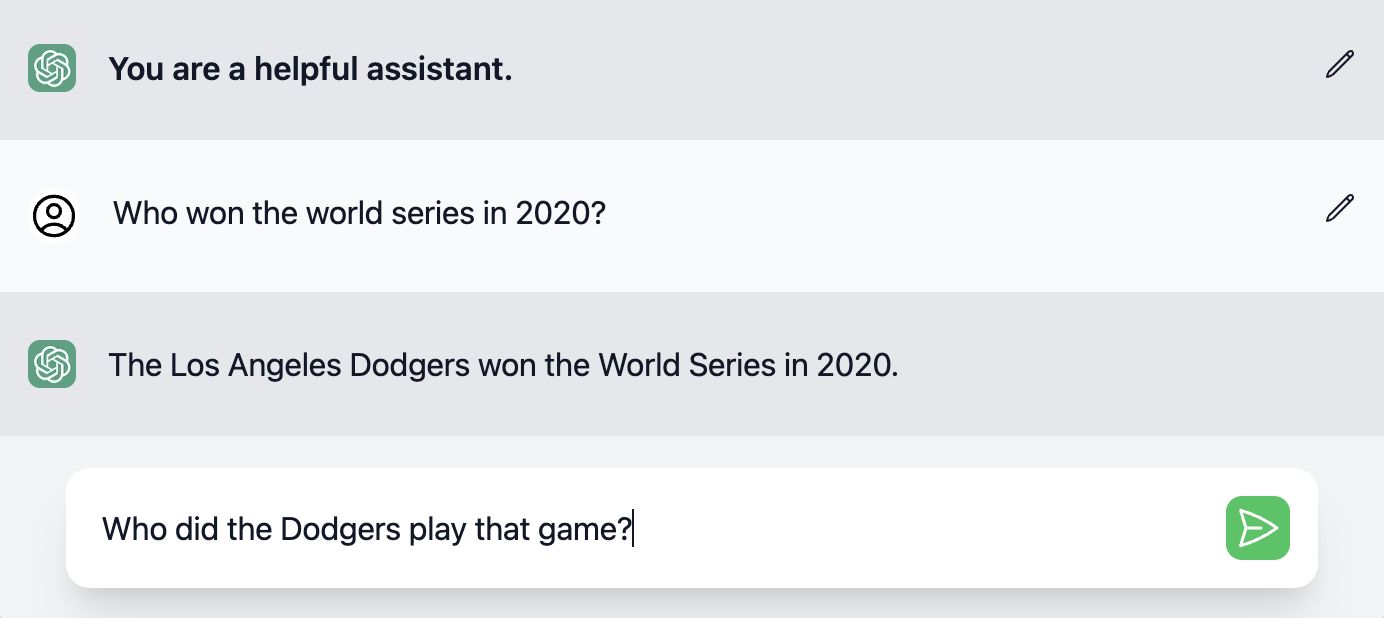 You are a helpful assistant.
Who won the world series in 2020?
The Los Angeles Dodgers won the World Series in 2020.
Who did the Dodgers play that game?